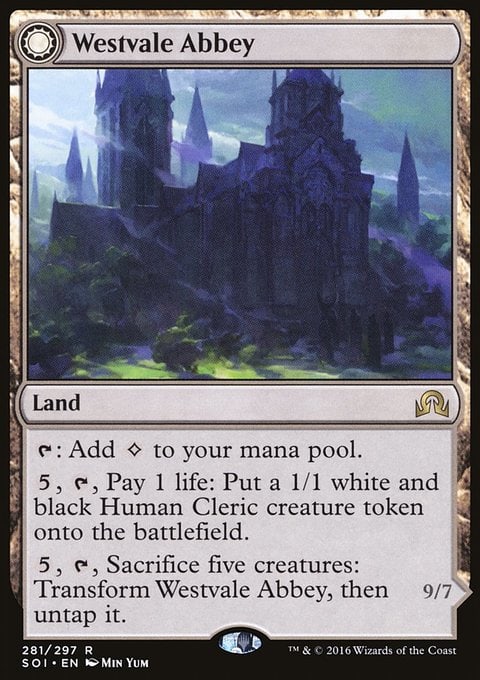 Westvale Abbey
Land
: Add to your mana pool.
5, , Pay 1 life: Put a 1/1 white and
black Human Cleric creature token
onto the battlefield.
5, , Sacrifice five creatures:
Transform Westvale Abbey, then
untap it.
9/7
281/297 R
SOI • EN Min Yum
™ & © 2016 Wizards of the Coast